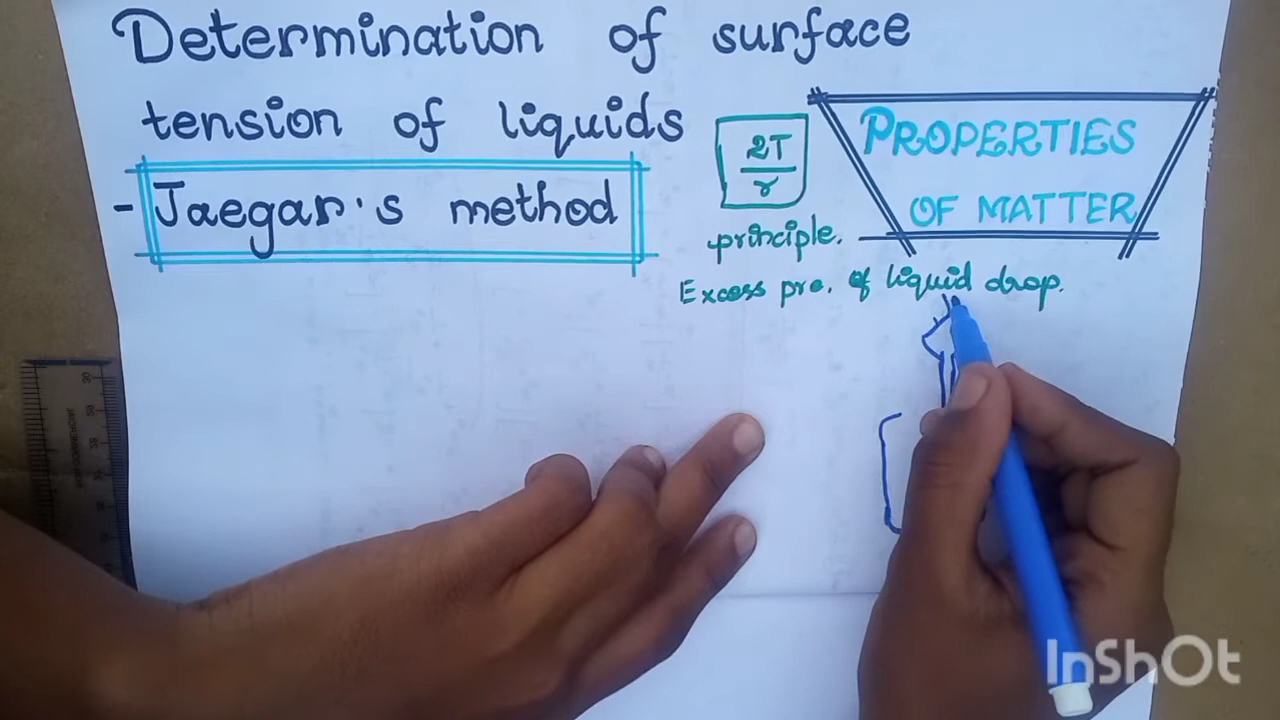 Determination of surface
tension of liquids
- Jaegar's method
2T
r
principle.
PROPERTIES
OF MATTER
Excess pre. of liquid drop.
InShOt